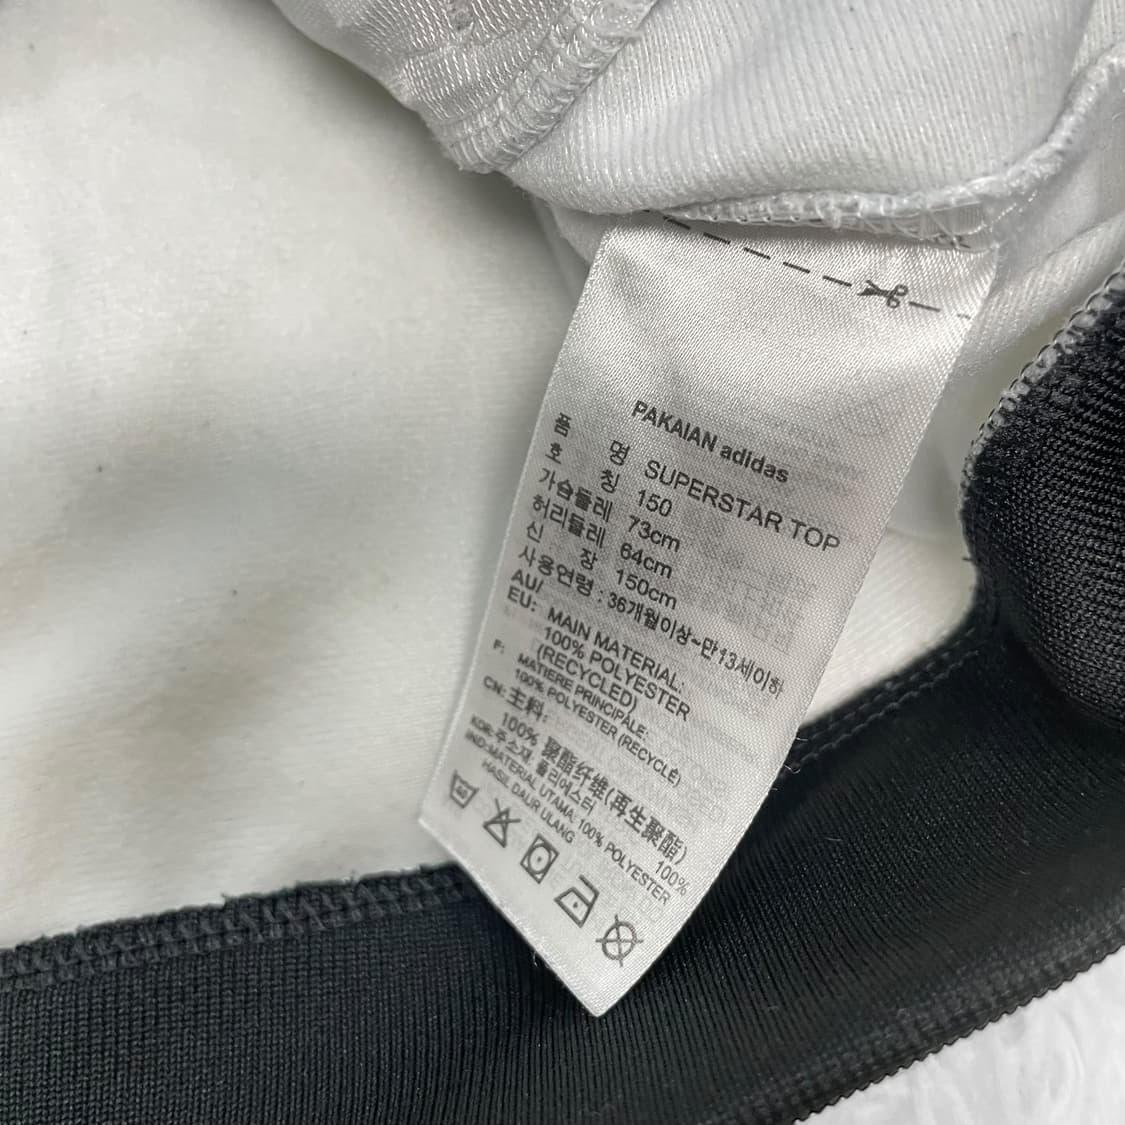 PAKAIAN adidas
품 명 SUPERSTAR TOP
호 칭 150
가슴둘레 73cm
허리둘레 64cm
신 장 150cm
사용연령 : 36개월이상~만13세이하
AU/
EU: MAIN MATERIAL:
100% POLYESTER
(RECYCLED)
F: MATIERE PRINCIPALE:
100% POLYESTER (RECYCLÉ)
CN: 主料:
100% 聚酯纤维(再生聚酯)
KOR: 주소재: 폴리에스터 100%
IND: MATERIAL UTAMA: 100% POLYESTER
HASIL DAUR ULANG